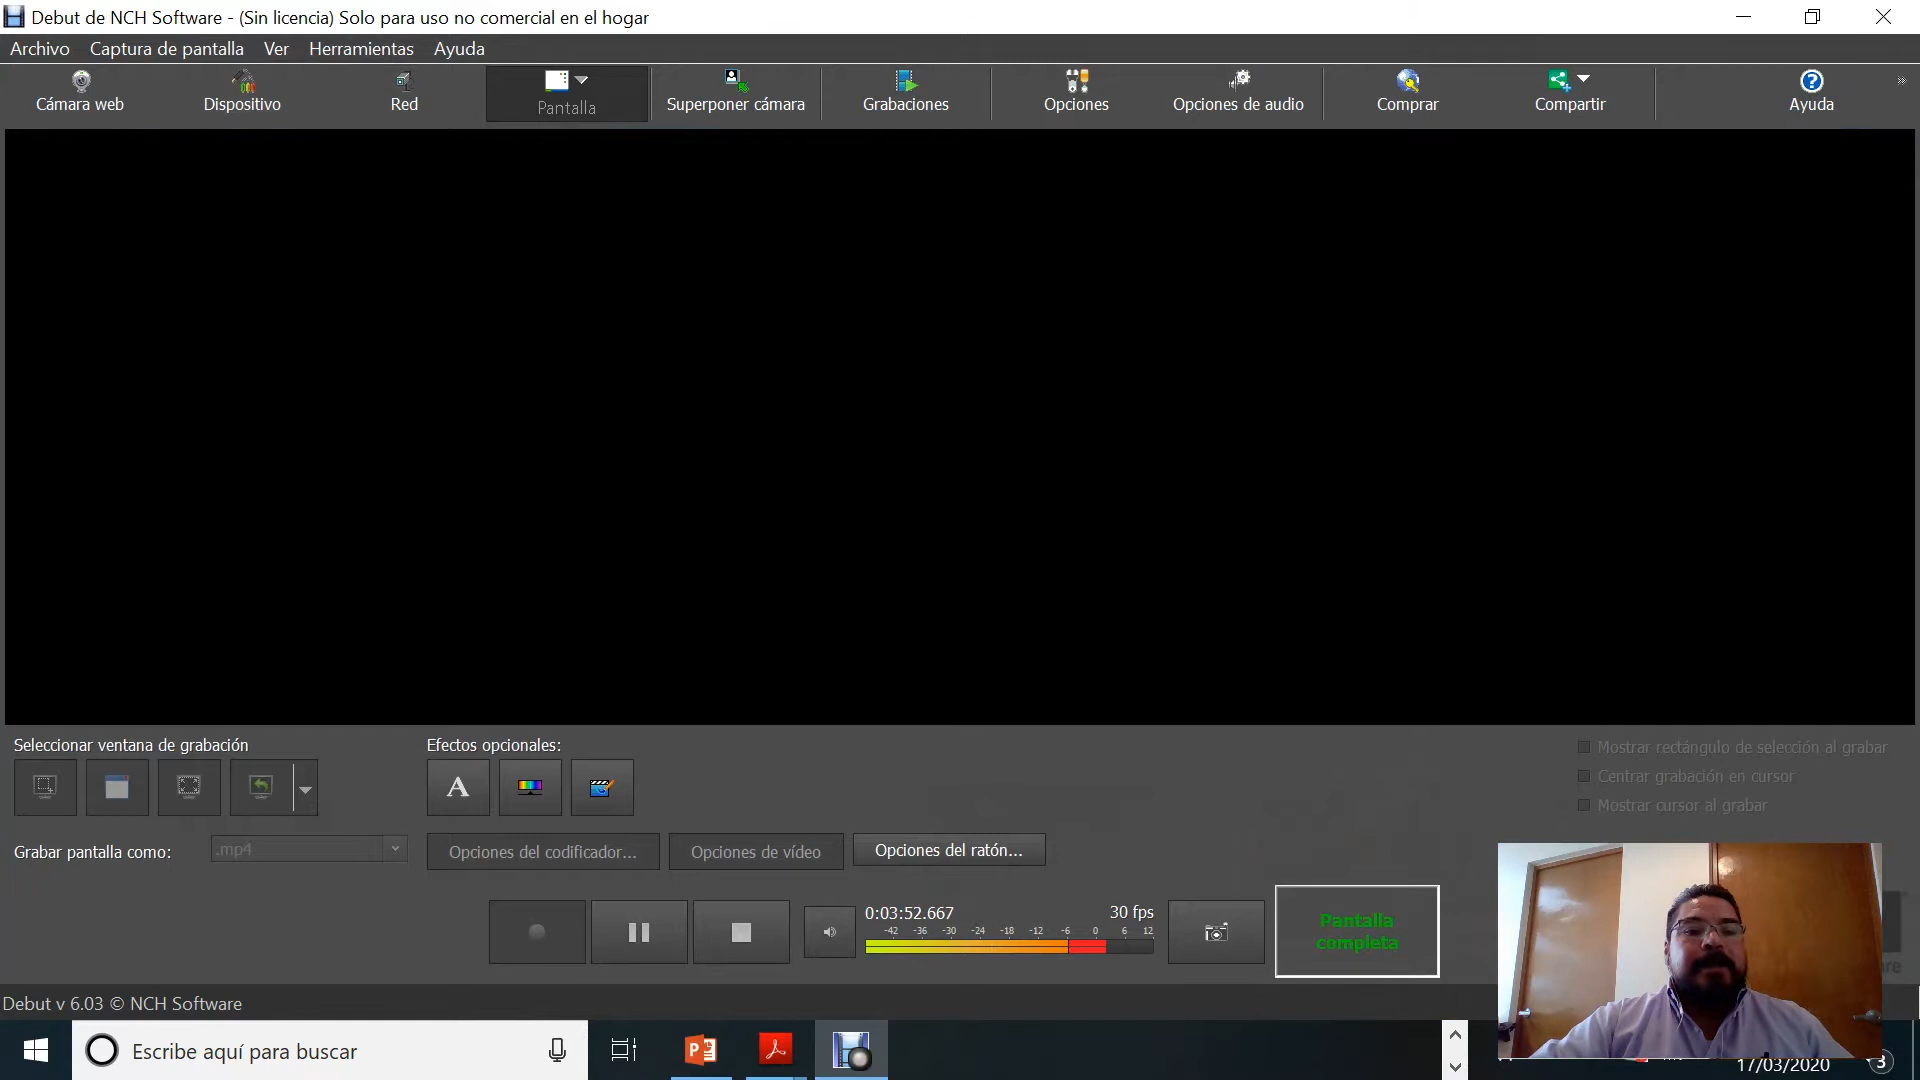 Debut de NCH Software - (Sin licencia) Solo para uso no comercial en el hogar
Archivo Captura de pantalla Ver Herramientas Ayuda
Cámara web Dispositivo Red Pantalla Superponer cámara Grabaciones Opciones Opciones de audio Comprar Compartir Ayuda
Seleccionar ventana de grabación Efectos opcionales:
Mostrar rectángulo de selección al grabar
Centrar grabación en cursor
Mostrar cursor al grabar
A
Grabar pantalla como: .mp4 Opciones del codificador... Opciones de vídeo Opciones del ratón...
0:03:52.667 30 fps
-42 -36 -30 -24 -18 -12 -6 0 6 12
Pantalla
completa
Debut v 6.03 © NCH Software
Escribe aquí para buscar
17/03/2020 3